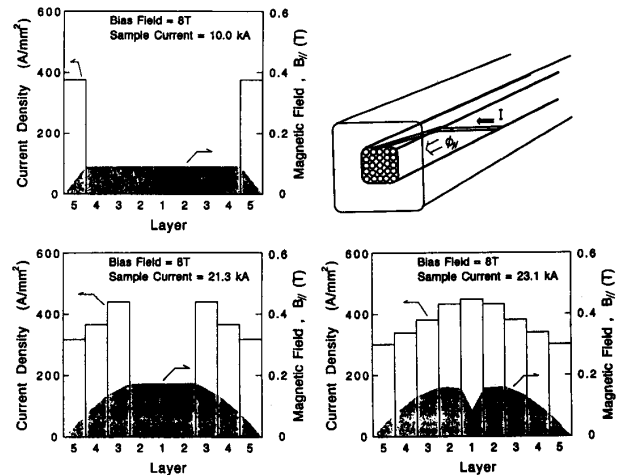 Bias Field = 8T
Sample Current = 10.0 kA
Current Density (A/mm²)
600
400
200
0
Magnetic Field , B// (T)
0.6
0.4
0.2
0
5 4 3 2 1 2 3 4 5
Layer
I
ϕ//
Bias Field = 8T
Sample Current = 21.3 kA
Current Density (A/mm²)
600
400
200
0
Magnetic Field , B// (T)
0.6
0.4
0.2
0
5 4 3 2 1 2 3 4 5
Layer
Bias Field = 8T
Sample Current = 23.1 kA
Current Density (A/mm²)
600
400
200
0
Magnetic Field , B// (T)
0.6
0.4
0.2
0
5 4 3 2 1 2 3 4 5
Layer